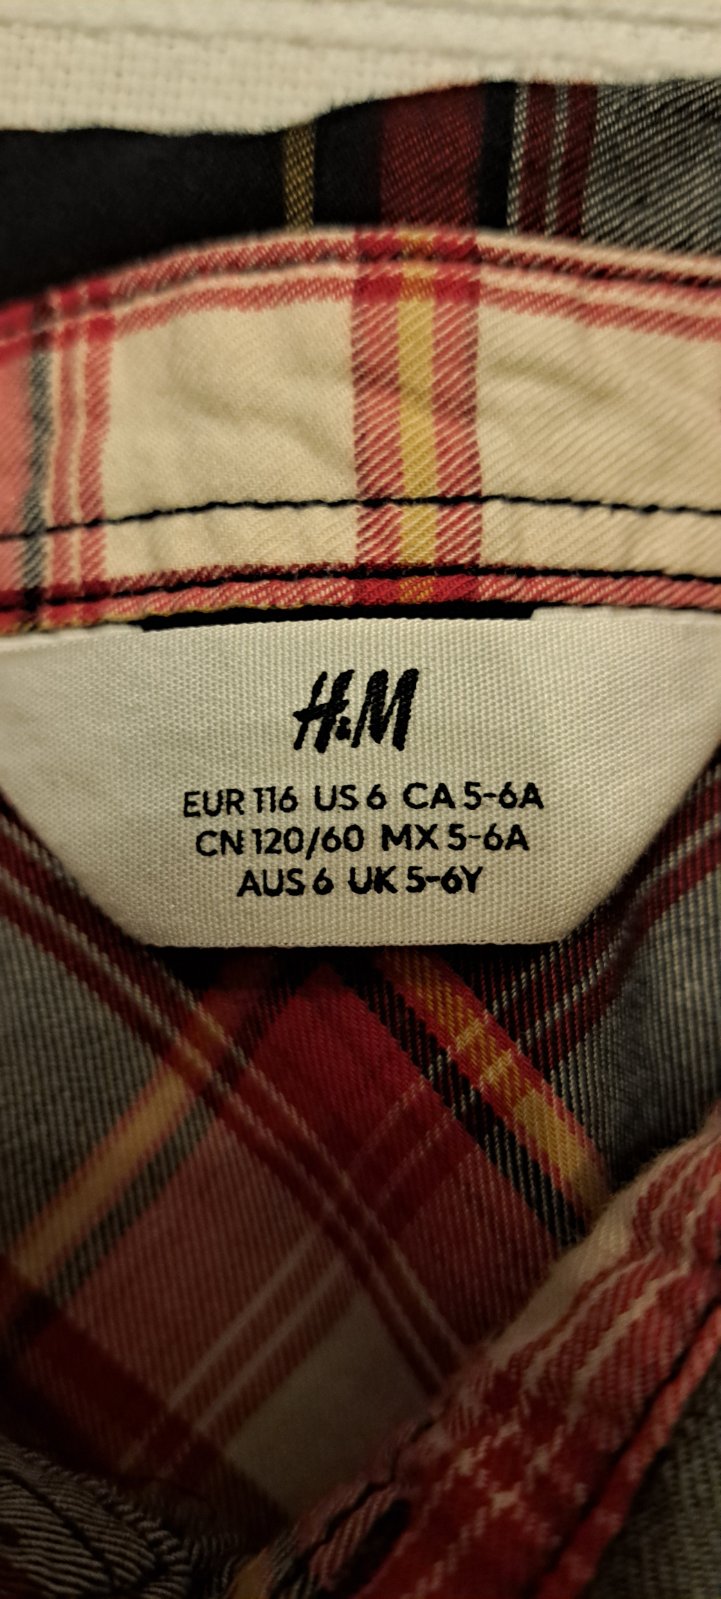 H&M
EUR 116 US 6 CA 5-6A
CN 120/60 MX 5-6A
AUS 6 UK 5-6Y